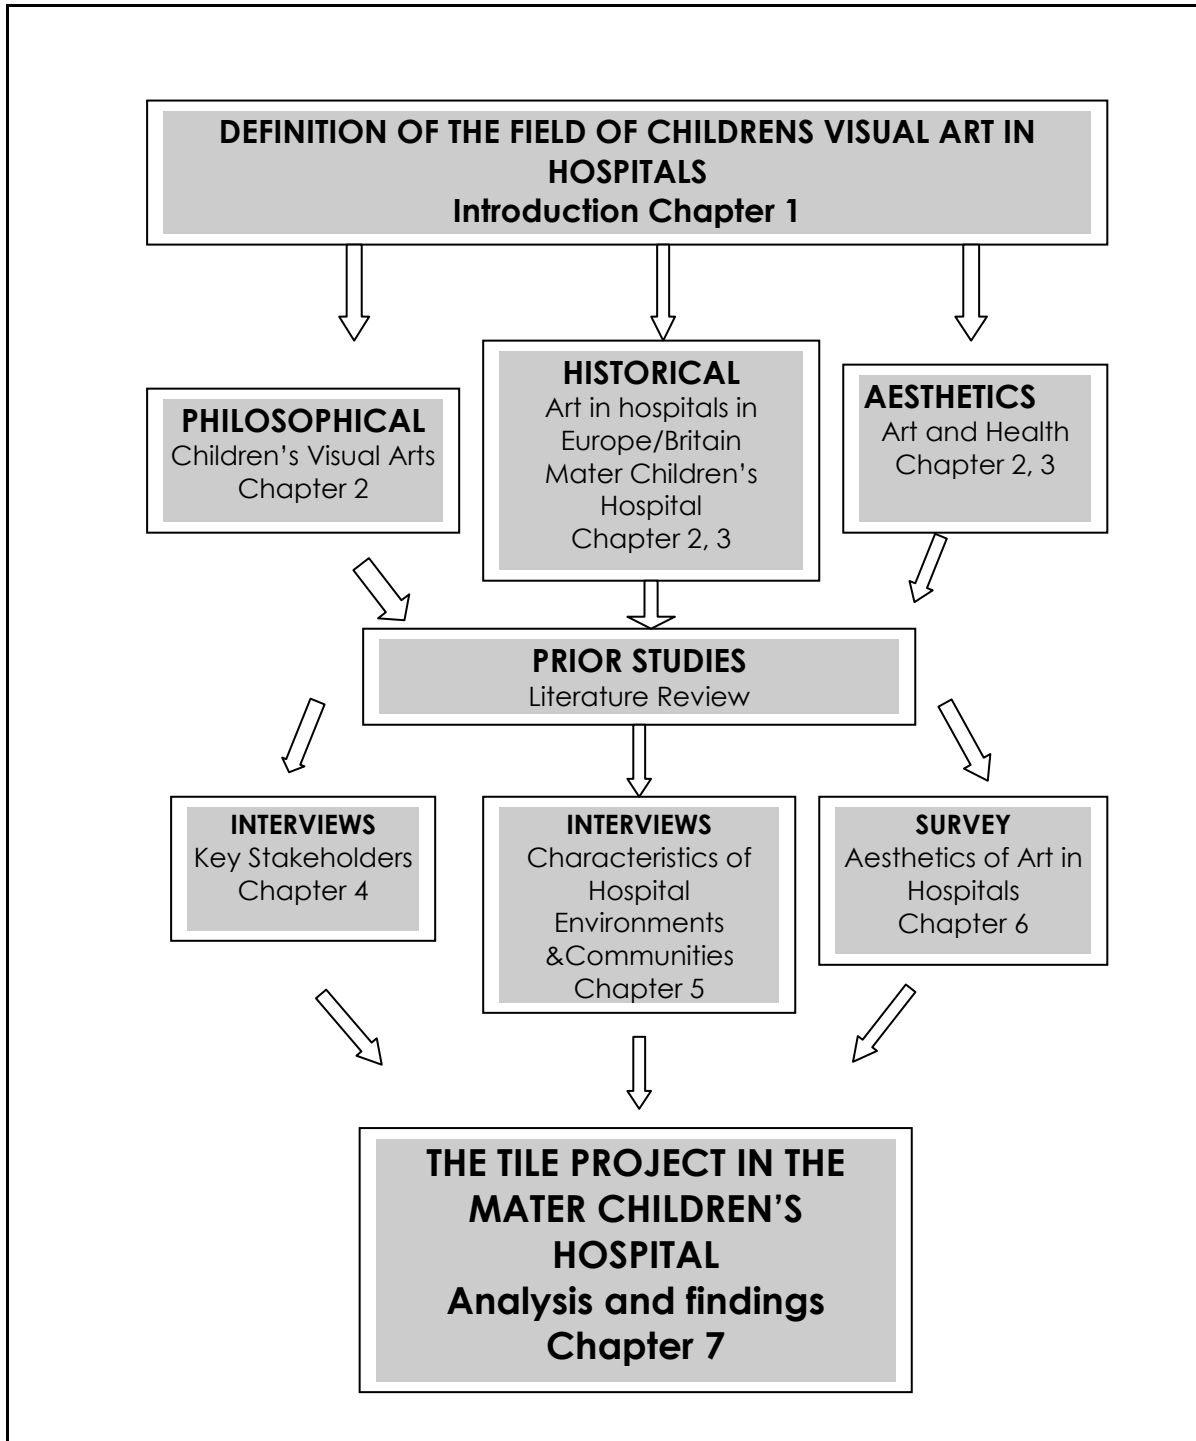 DEFINITION OF THE FIELD OF CHILDRENS VISUAL ART IN
HOSPITALS
Introduction Chapter 1
PHILOSOPHICAL
Children’s Visual Arts
Chapter 2
HISTORICAL
Art in hospitals in
Europe/Britain
Mater Children’s
Hospital
Chapter 2, 3
AESTHETICS
Art and Health
Chapter 2, 3
PRIOR STUDIES
Literature Review
INTERVIEWS
Key Stakeholders
Chapter 4
INTERVIEWS
Characteristics of
Hospital
Environments
&Communities
Chapter 5
SURVEY
Aesthetics of Art in
Hospitals
Chapter 6
THE TILE PROJECT IN THE
MATER CHILDREN’S
HOSPITAL
Analysis and findings
Chapter 7